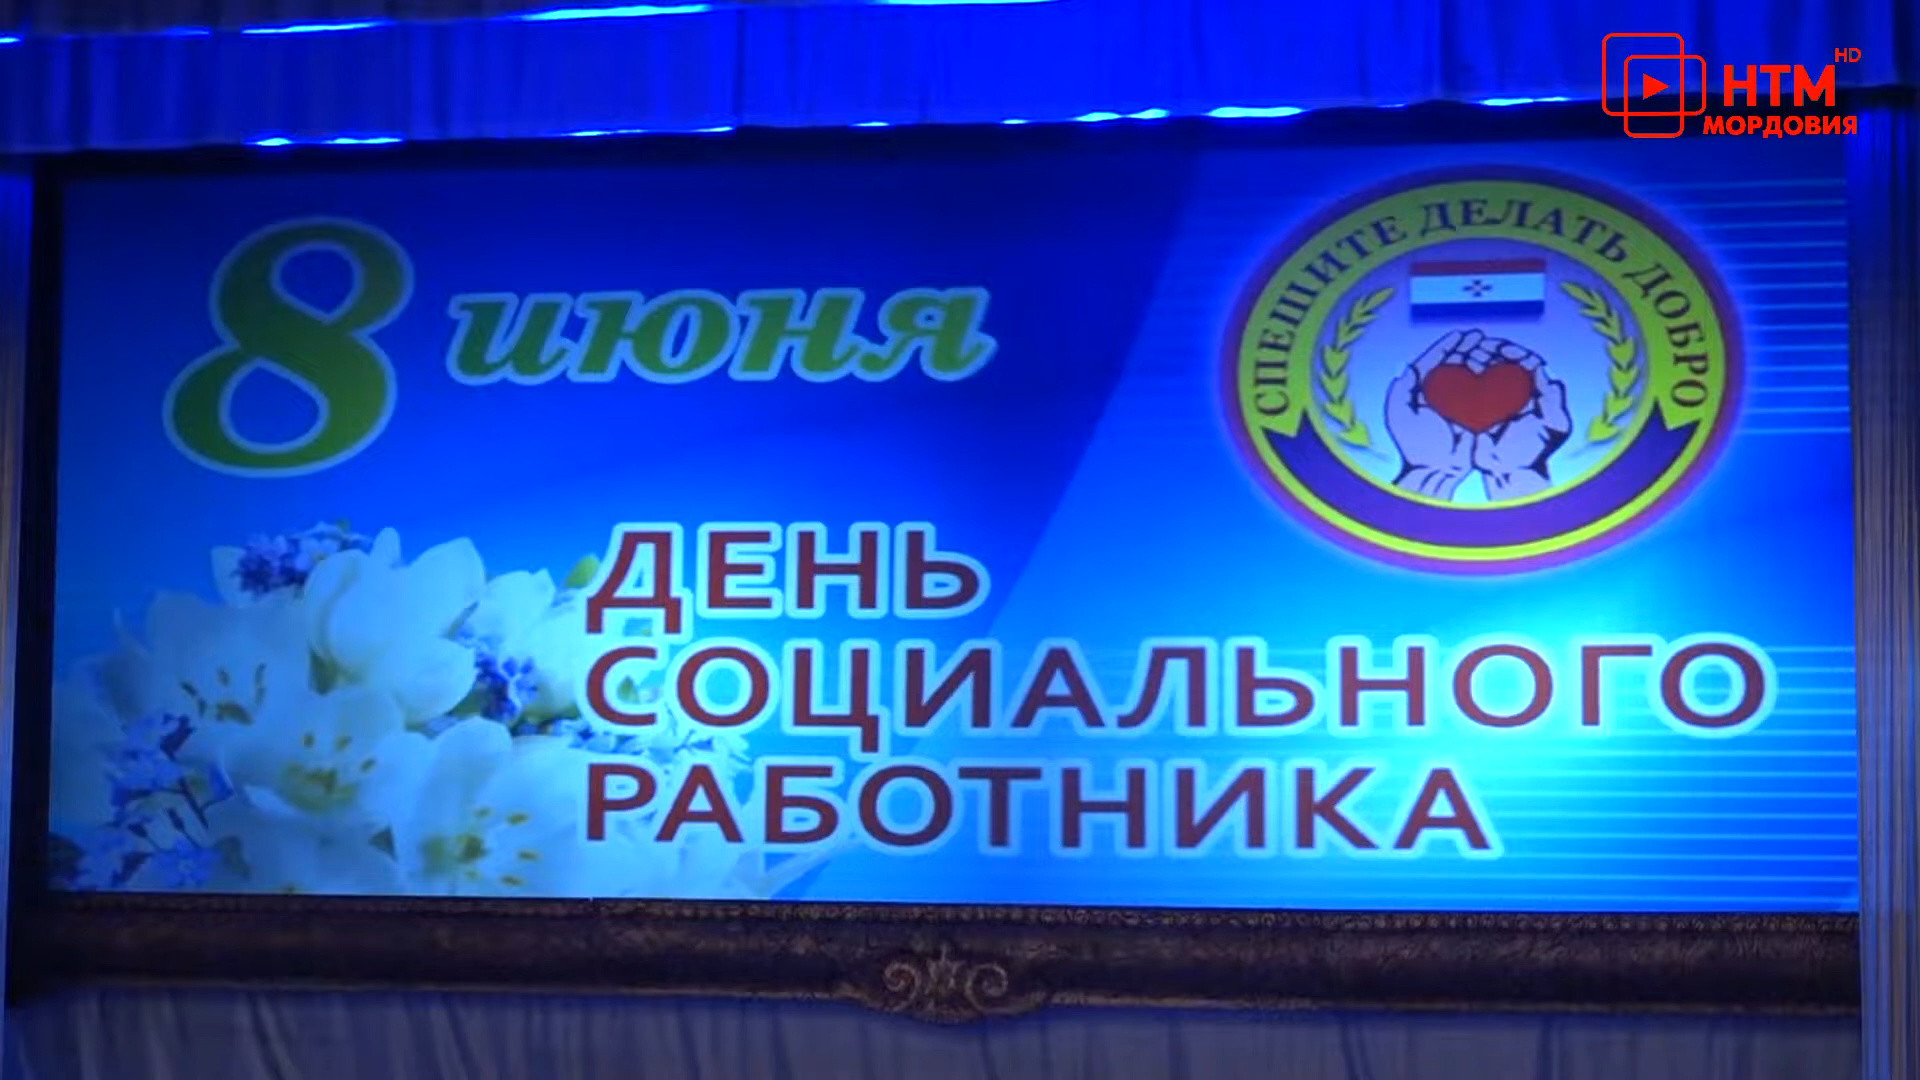 НТМ HD
МОРДОВИЯ
8 июня
СПЕШИТЕ ДЕЛАТЬ ДОБРО
ДЕНЬ
СОЦИАЛЬНОГО
РАБОТНИКА